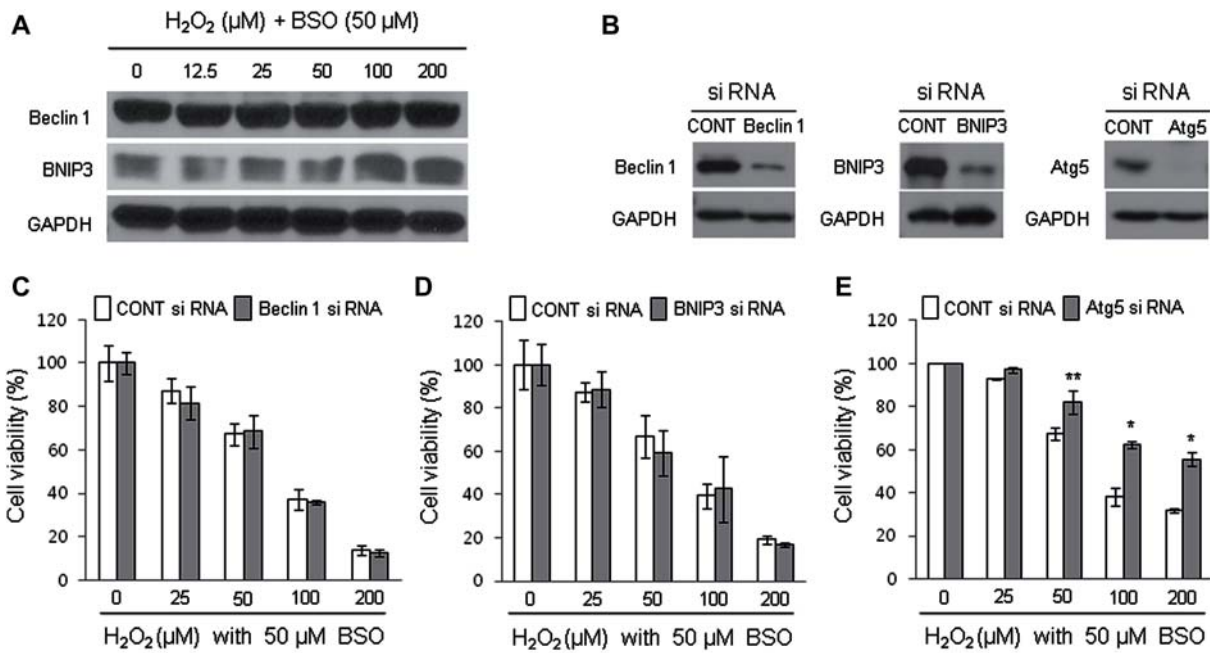 A
H₂O₂ (µM) + BSO (50 µM)
0 12.5 25 50 100 200
Beclin 1
BNIP3
GAPDH
B
si RNA
CONT Beclin 1
Beclin 1
GAPDH
si RNA
CONT BNIP3
BNIP3
GAPDH
si RNA
CONT Atg5
Atg5
GAPDH
C
CONT si RNA Beclin 1 si RNA
Cell viability (%)
120
100
80
60
40
20
0
0 25 50 100 200
H₂O₂ (µM) with 50 µM BSO
D
CONT si RNA BNIP3 si RNA
Cell viability (%)
120
100
80
60
40
20
0
0 25 50 100 200
H₂O₂ (µM) with 50 µM BSO
E
CONT si RNA Atg5 si RNA
Cell viability (%)
120
100
80
60
40
20
0
**
*
*
0 25 50 100 200
H₂O₂ (µM) with 50 µM BSO